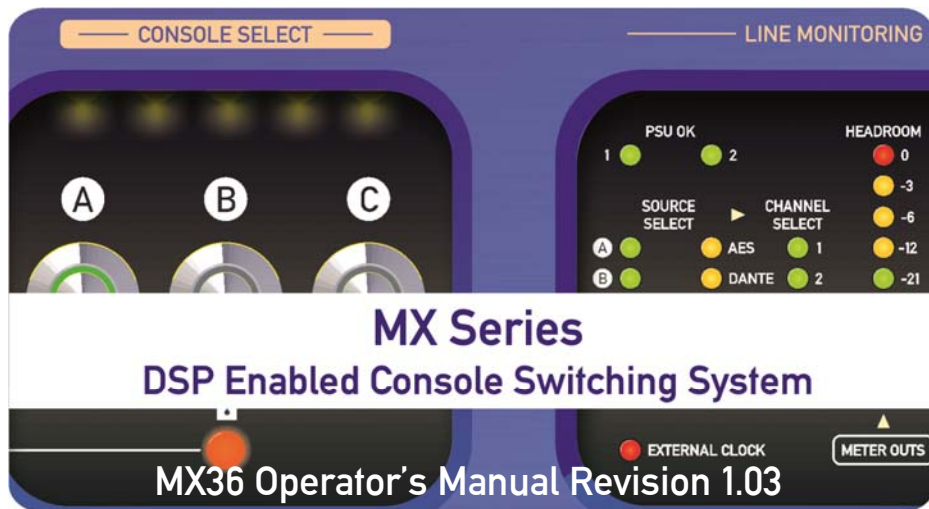 CONSOLE SELECT
LINE MONITORING
A
B
C
PSU OK
1
2
HEADROOM
0
-3
-6
-12
-21
SOURCE SELECT
CHANNEL SELECT
A
AES
1
B
DANTE
2
MX Series
DSP Enabled Console Switching System
EXTERNAL CLOCK
METER OUTS
MX36 Operator's Manual Revision 1.03